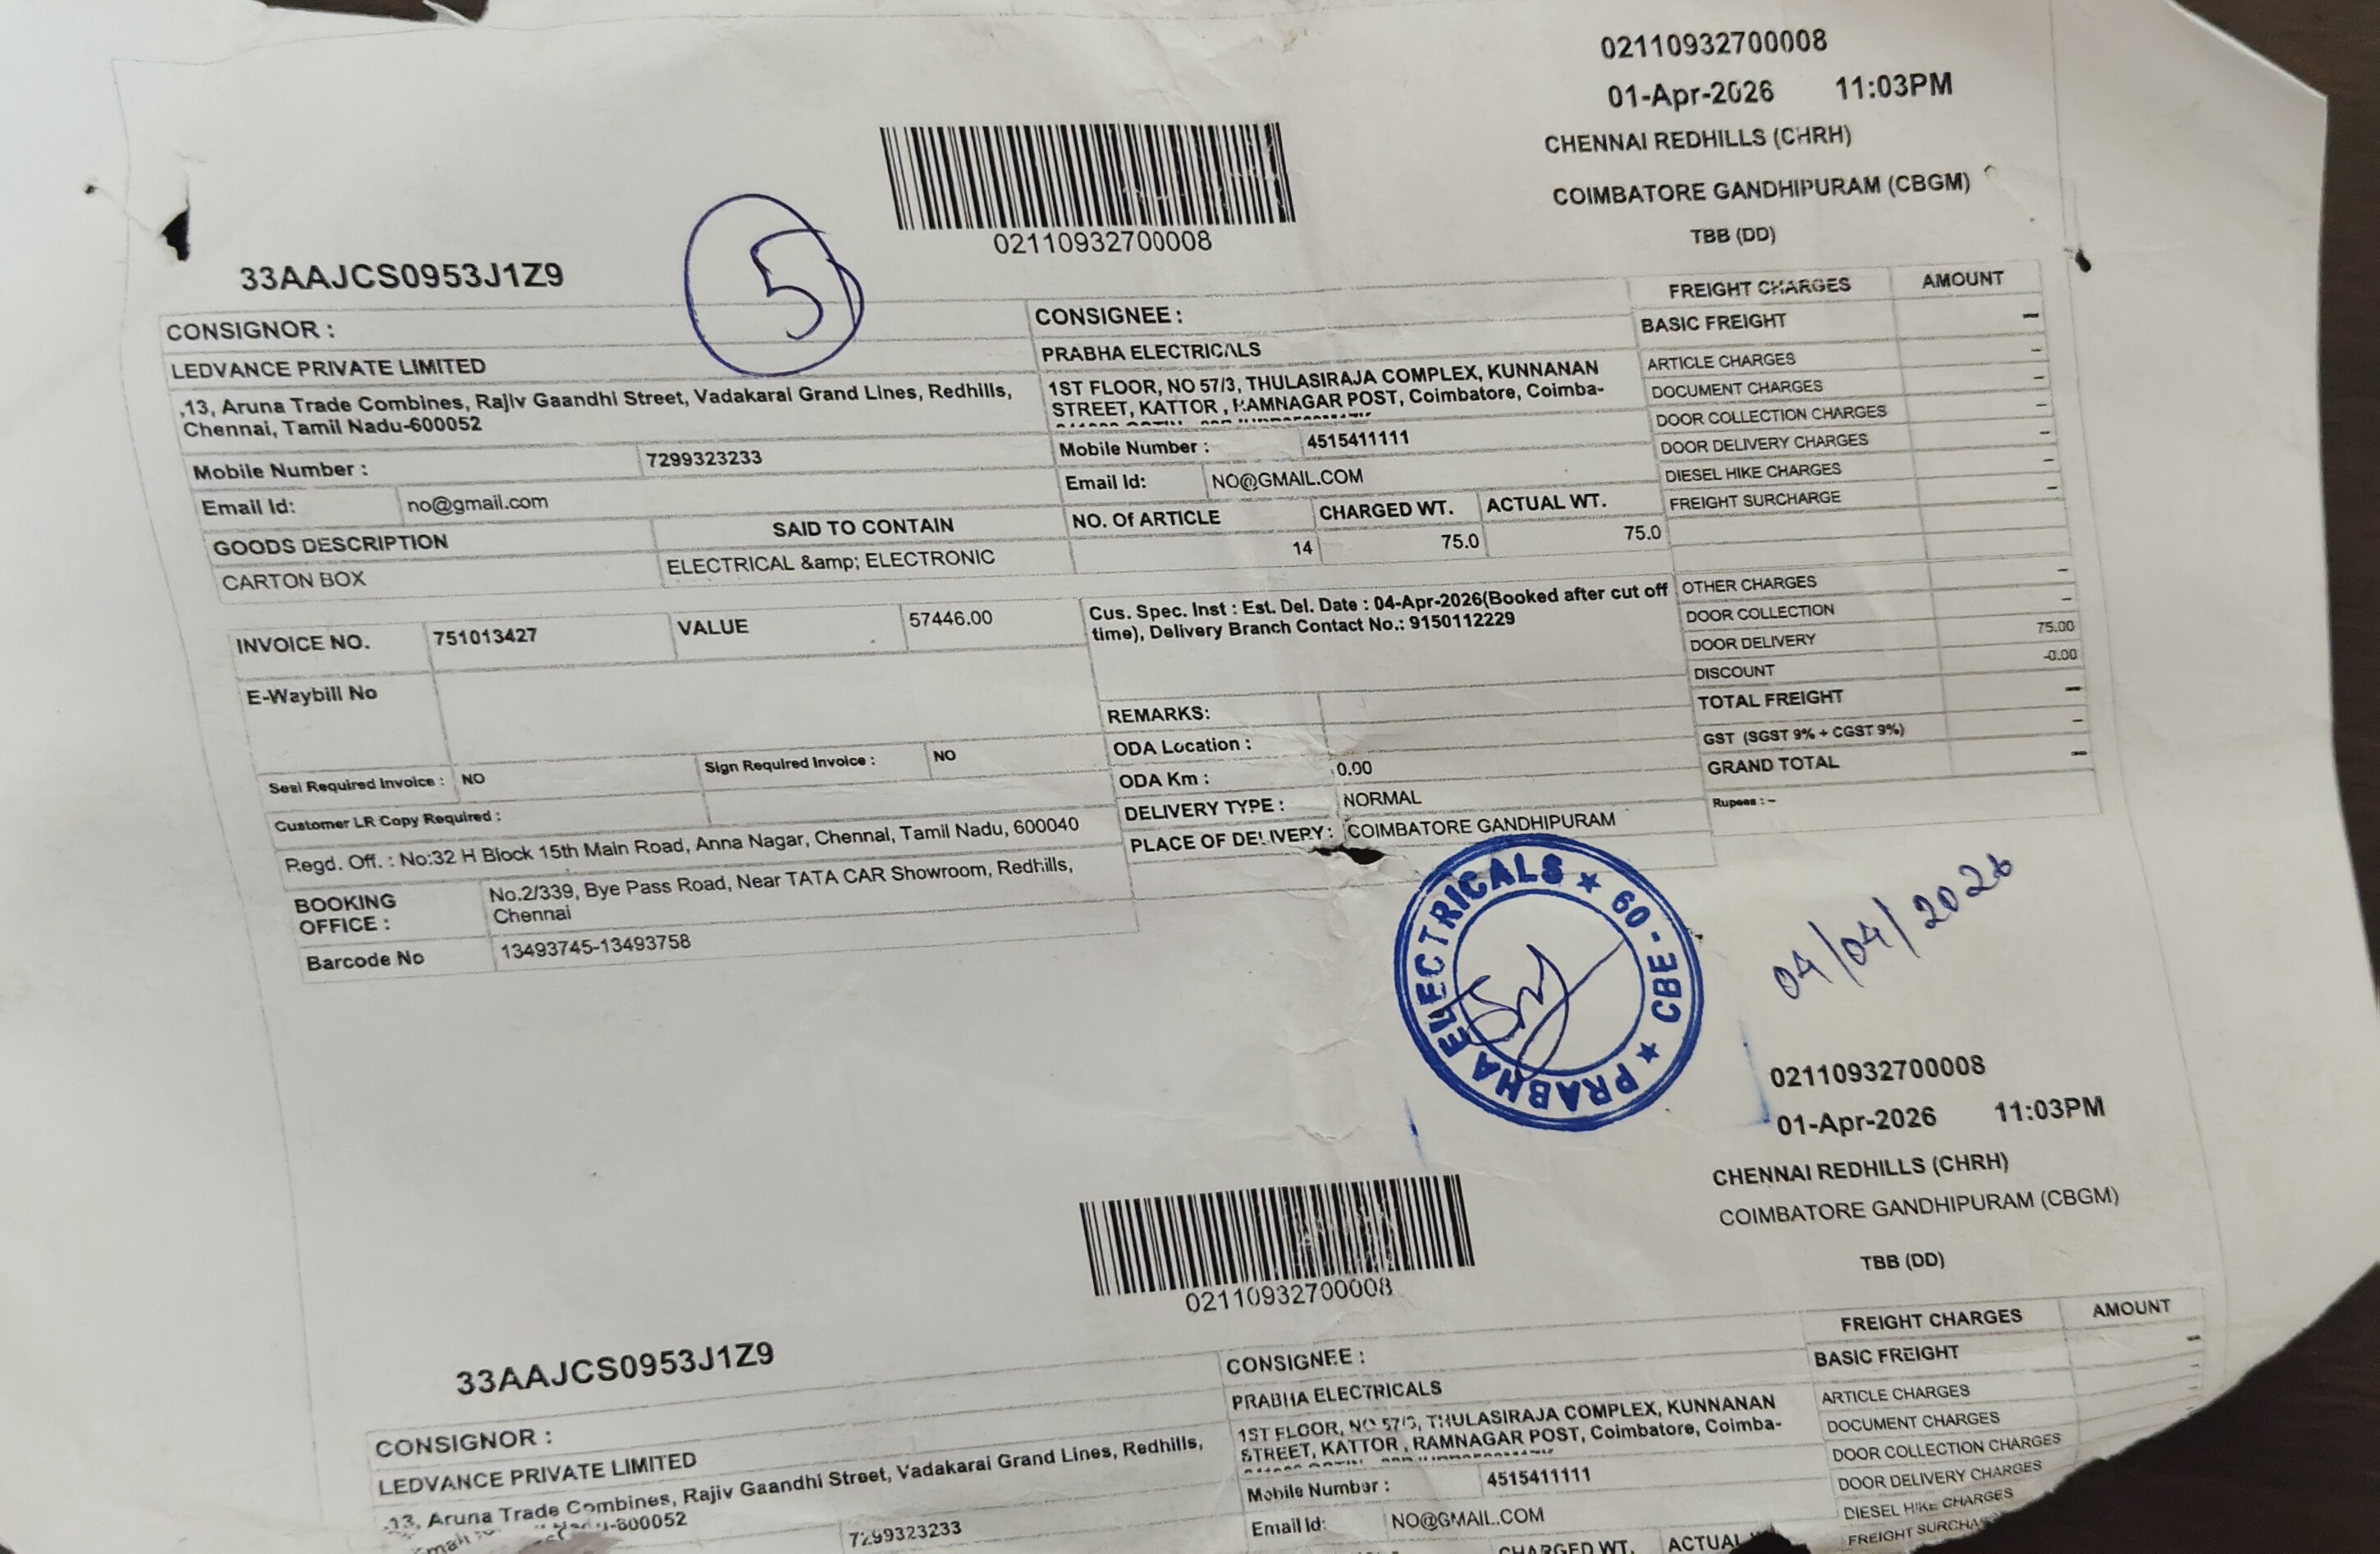 02110932700008
01-Apr-2026 11:03PM
CHENNAI REDHILLS (CHRH)
COIMBATORE GANDHIPURAM (CBGM)
TBB (DD)
02110932700008
33AAJCS0953J1Z9
5
CONSIGNOR :
LEDVANCE PRIVATE LIMITED
,13, Aruna Trade Combines, Rajiv Gaandhi Street, Vadakarai Grand Lines, Redhills,
Chennai, Tamil Nadu-600052
Mobile Number : 7299323233
Email Id: no@gmail.com
GOODS DESCRIPTION SAID TO CONTAIN
CARTON BOX ELECTRICAL &amp; ELECTRONIC
CONSIGNEE :
PRABHA ELECTRICALS
1ST FLOOR, NO 57/3, THULASIRAJA COMPLEX, KUNNANAN
STREET, KATTOR , RAMNAGAR POST, Coimbatore, Coimba-
Mobile Number : 4515411111
Email Id: NO@GMAIL.COM
NO. Of ARTICLE CHARGED WT. ACTUAL WT.
14 75.0 75.0
FREIGHT CHARGES AMOUNT
BASIC FREIGHT –
ARTICLE CHARGES –
DOCUMENT CHARGES –
DOOR COLLECTION CHARGES –
DOOR DELIVERY CHARGES –
DIESEL HIKE CHARGES –
FREIGHT SURCHARGE –
OTHER CHARGES –
DOOR COLLECTION –
DOOR DELIVERY 75.00
DISCOUNT -0.00
TOTAL FREIGHT –
GST (SGST 9% + CGST 9%) –
GRAND TOTAL –
Rupees : –
INVOICE NO. 751013427 VALUE 57446.00
E-Waybill No
Seal Required Invoice : NO Sign Required Invoice : NO
Customer LR Copy Required :
Regd. Off. : No:32 H Block 15th Main Road, Anna Nagar, Chennai, Tamil Nadu, 600040
BOOKING OFFICE : No.2/339, Bye Pass Road, Near TATA CAR Showroom, Redhills,
Chennai
Barcode No 13493745-13493758
Cus. Spec. Inst : Est. Del. Date : 04-Apr-2026(Booked after cut off
time), Delivery Branch Contact No.: 9150112229
REMARKS:
ODA Location :
ODA Km : 0.00
DELIVERY TYPE : NORMAL
PLACE OF DELIVERY : COIMBATORE GANDHIPURAM
PRABHA ELECTRICALS ★ CBE - 09 ★
04/04/2026
02110932700008
01-Apr-2026 11:03PM
CHENNAI REDHILLS (CHRH)
COIMBATORE GANDHIPURAM (CBGM)
TBB (DD)
02110932700008
33AAJCS0953J1Z9
CONSIGNOR :
LEDVANCE PRIVATE LIMITED
,13, Aruna Trade Combines, Rajiv Gaandhi Street, Vadakarai Grand Lines, Redhills,
7299323233
CONSIGNEE :
PRABHA ELECTRICALS
1ST FLOOR, NO 57/3, THULASIRAJA COMPLEX, KUNNANAN
STREET, KATTOR , RAMNAGAR POST, Coimbatore, Coimba-
Mobile Number : 4515411111
Email Id: NO@GMAIL.COM
CHARGED WT. ACTUAL
FREIGHT CHARGES AMOUNT
BASIC FREIGHT –
ARTICLE CHARGES –
DOCUMENT CHARGES
DOOR COLLECTION CHARGES
DOOR DELIVERY CHARGES
DIESEL HIKE CHARGES
FREIGHT